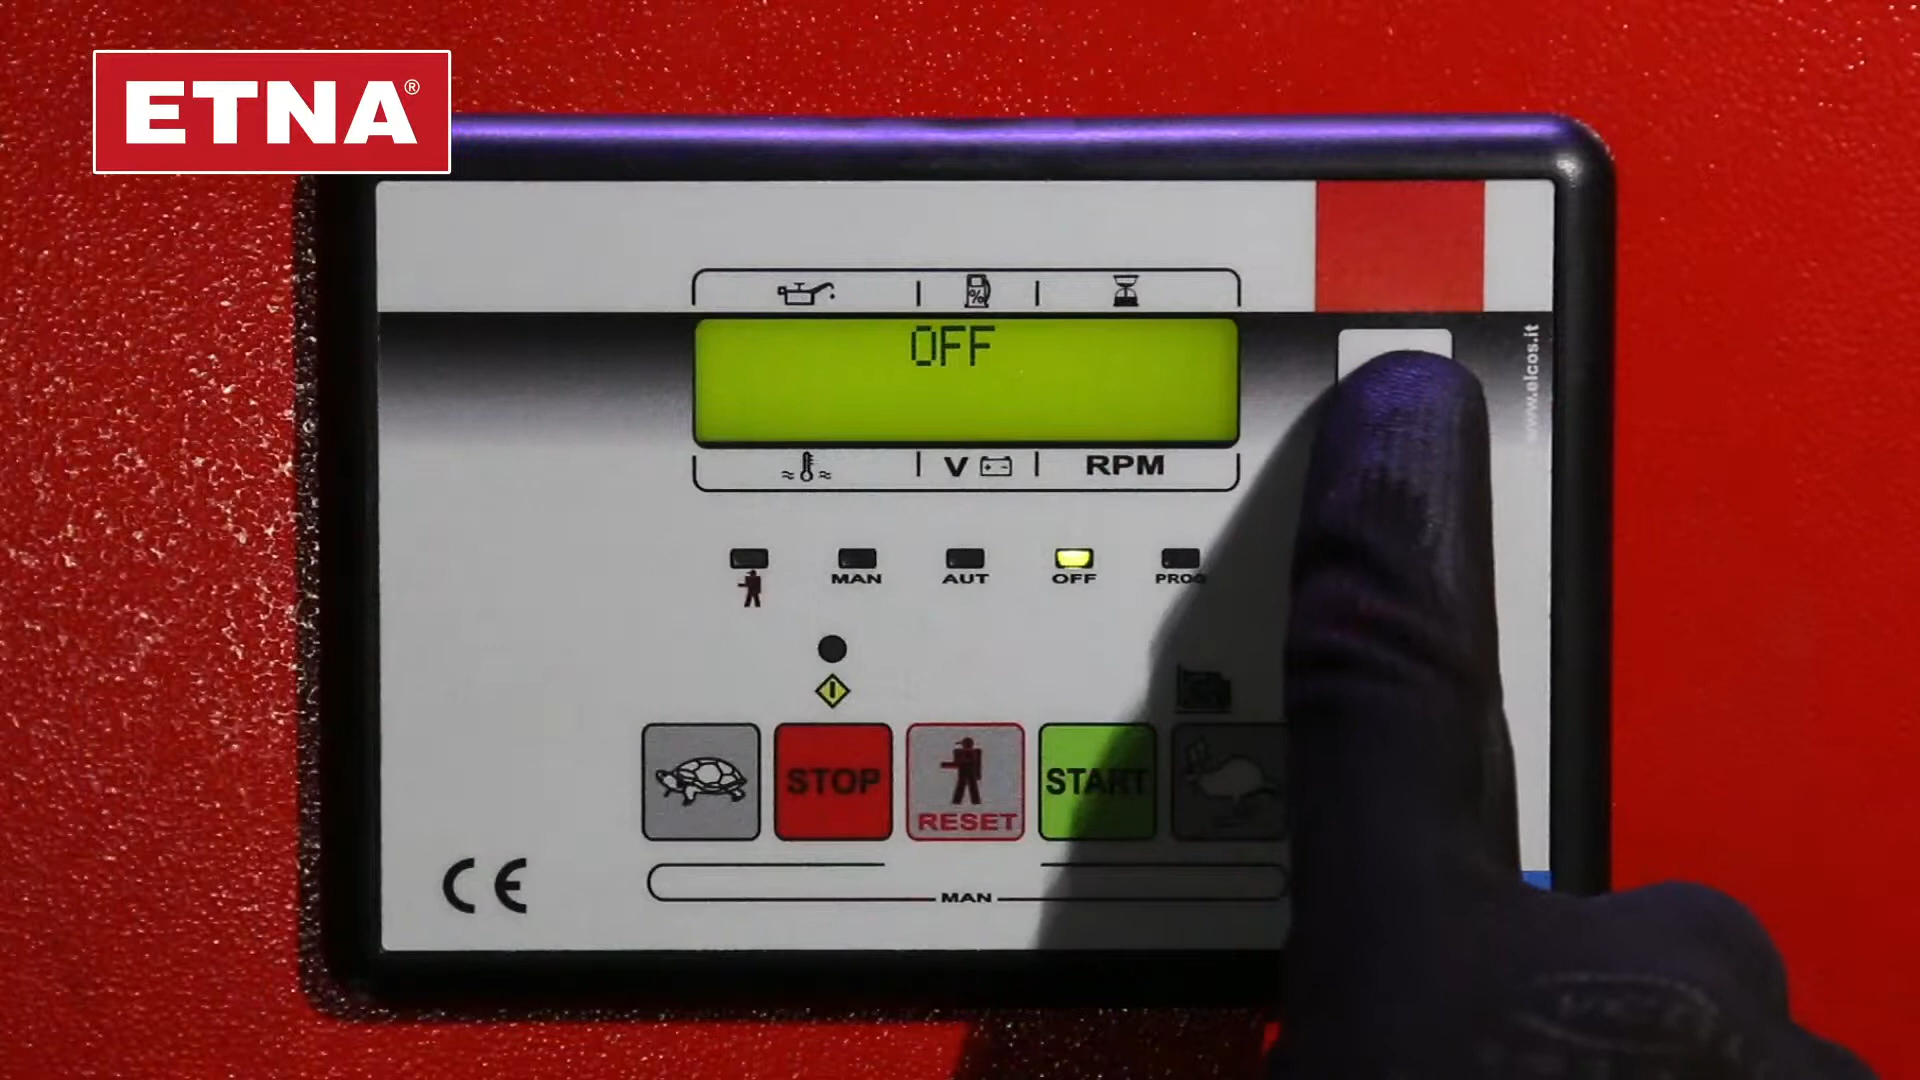 ETNA®
OFF
www.elcos.it
%
V
RPM
MAN
AUT
OFF
PROG
STOP
RESET
START
MAN
CE